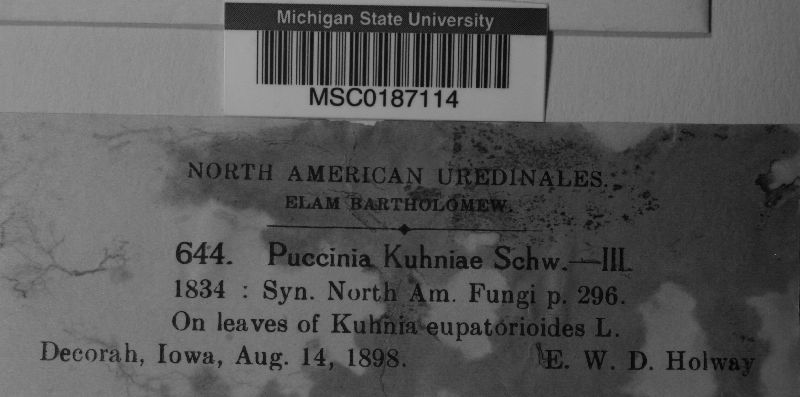 Michigan State University
MSC0187114
NORTH AMERICAN UREDINALES.
ELAM BARTHOLOMEW.
644. Puccinia Kuhniae Schw.—III.
1834 : Syn. North Am. Fungi p. 296.
On leaves of Kuhnia eupatorioides L.
Decorah, Iowa, Aug. 14, 1898. E. W. D. Holway